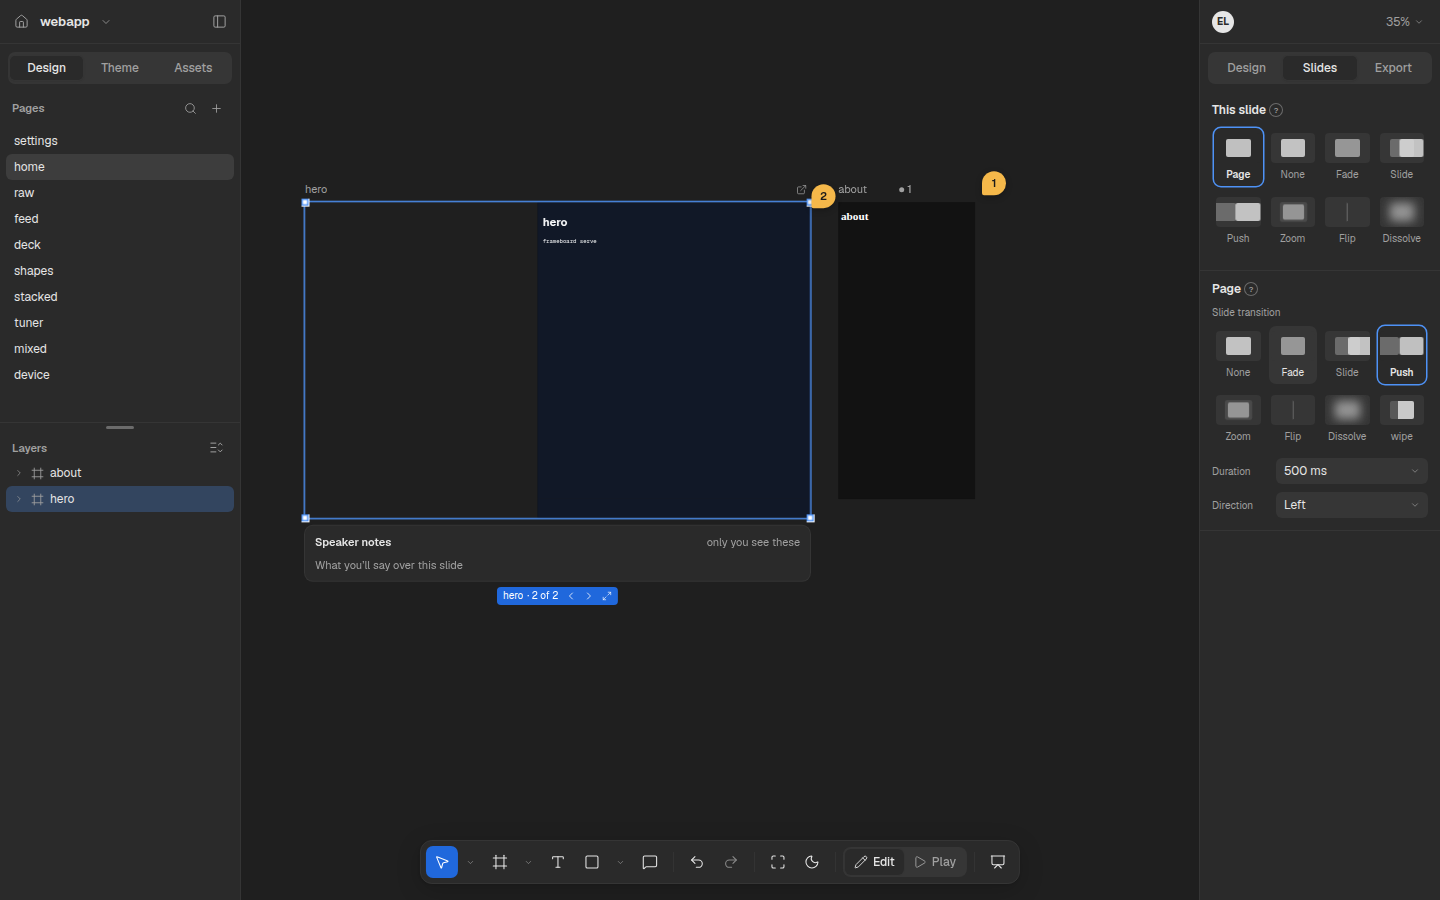 webapp
Design Theme Assets
Pages
settings
home
raw
feed
deck
shapes
stacked
tuner
mixed
device
Layers
about
hero
hero
2
about 1
1
hero
frameboard serve
about
Speaker notes only you see these
What you'll say over this slide
hero · 2 of 2
Edit Play
EL 35%
Design Slides Export
This slide ?
Page None Fade Slide
Push Zoom Flip Dissolve
Page ?
Slide transition
None Fade Slide Push
Zoom Flip Dissolve wipe
Duration 500 ms
Direction Left